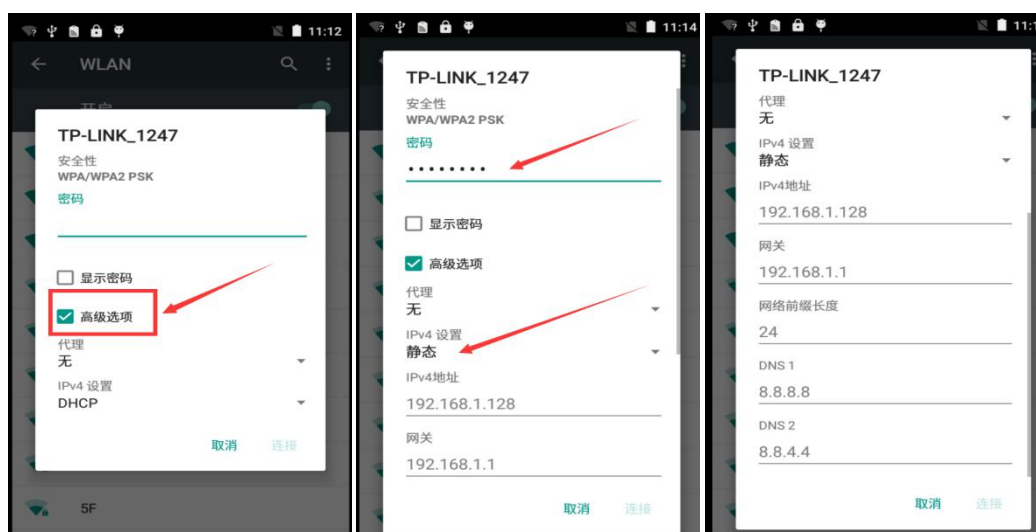 11:12
WLAN
开启
TP-LINK_1247
安全性
WPA/WPA2 PSK
密码
显示密码
高级选项
代理
无
IPv4 设置
DHCP
取消 连接
5F
11:14
TP-LINK_1247
安全性
WPA/WPA2 PSK
密码
••••••••
显示密码
高级选项
代理
无
IPv4 设置
静态
IPv4地址
192.168.1.128
网关
192.168.1.1
取消 连接
TP-LINK_1247
代理
无
IPv4 设置
静态
IPv4地址
192.168.1.128
网关
192.168.1.1
网络前缀长度
24
DNS 1
8.8.8.8
DNS 2
8.8.4.4
取消 连接